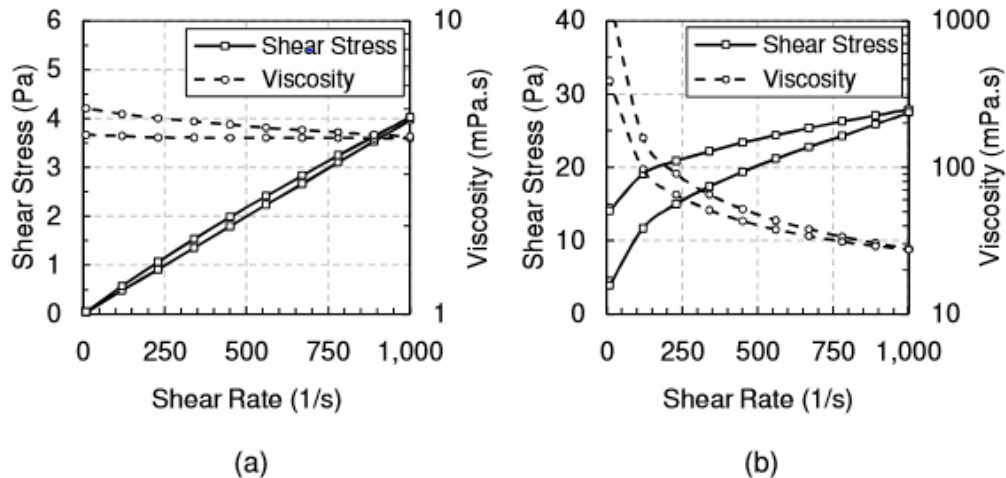 6
5
4
3
2
1
0
Shear Stress (Pa)
Shear Stress
Viscosity
10
1
Viscosity (mPa.s)
0 250 500 750 1,000
Shear Rate (1/s)
(a)
40
30
20
10
0
Shear Stress (Pa)
Shear Stress
Viscosity
1000
100
10
Viscosity (mPa.s)
0 250 500 750 1,000
Shear Rate (1/s)
(b)